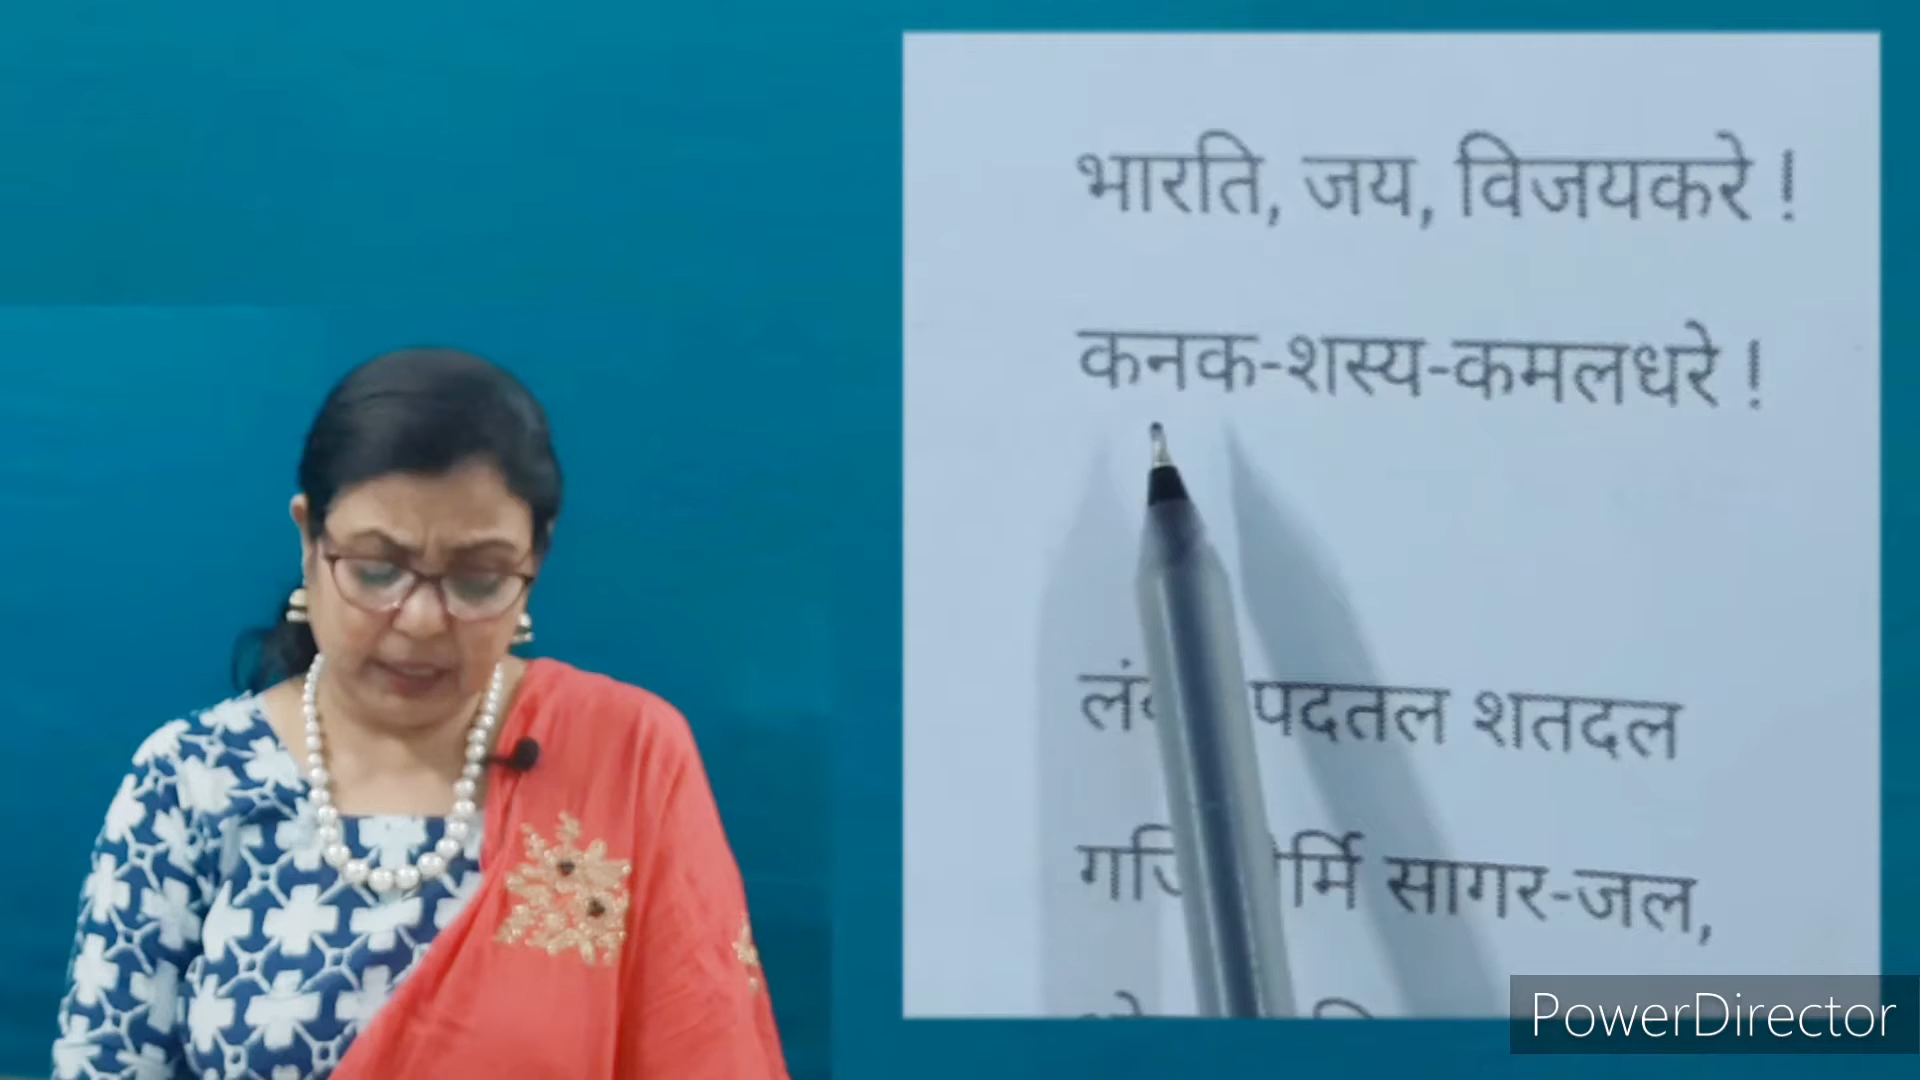 भारति, जय, विजयकरे !
कनक-शस्य-कमलधरे !
पदतल शतदल
सागर-जल,
PowerDirector